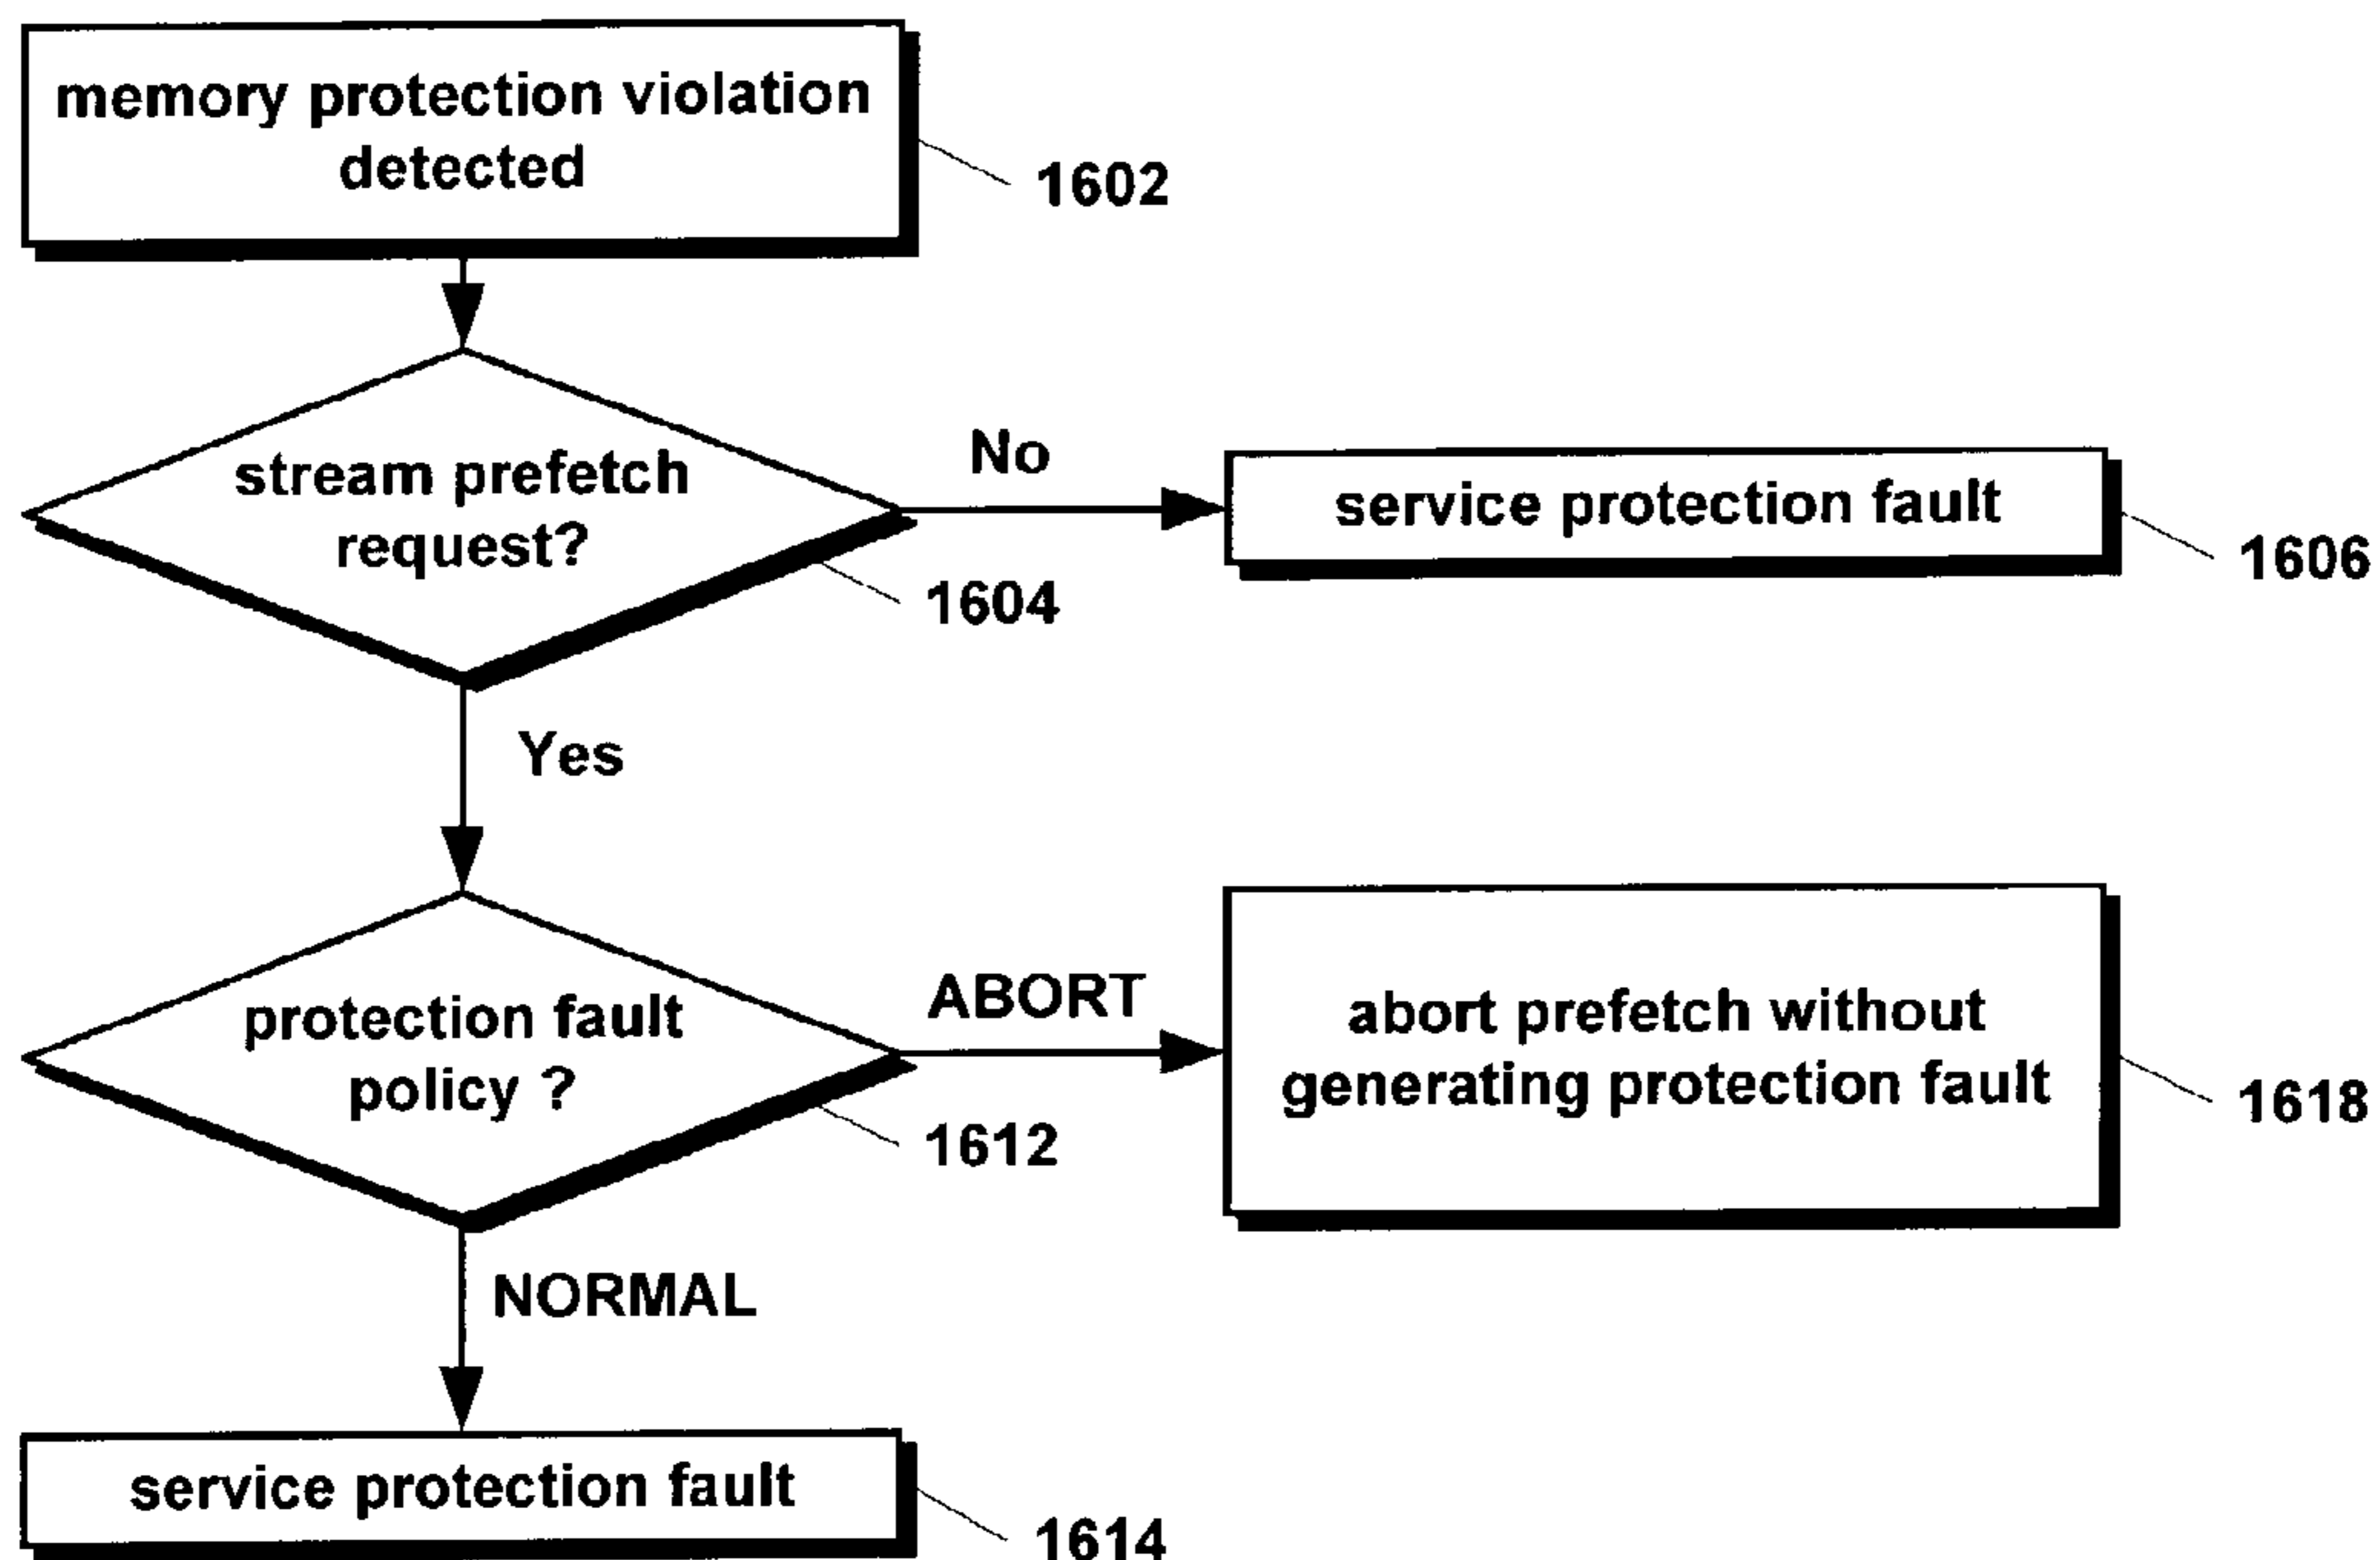 memory protection violation
detected
1602
stream prefetch
request?
No
1604
service protection fault
1606
Yes
protection fault
policy ?
ABORT
1612
abort prefetch without
generating protection fault
1618
NORMAL
service protection fault
1614